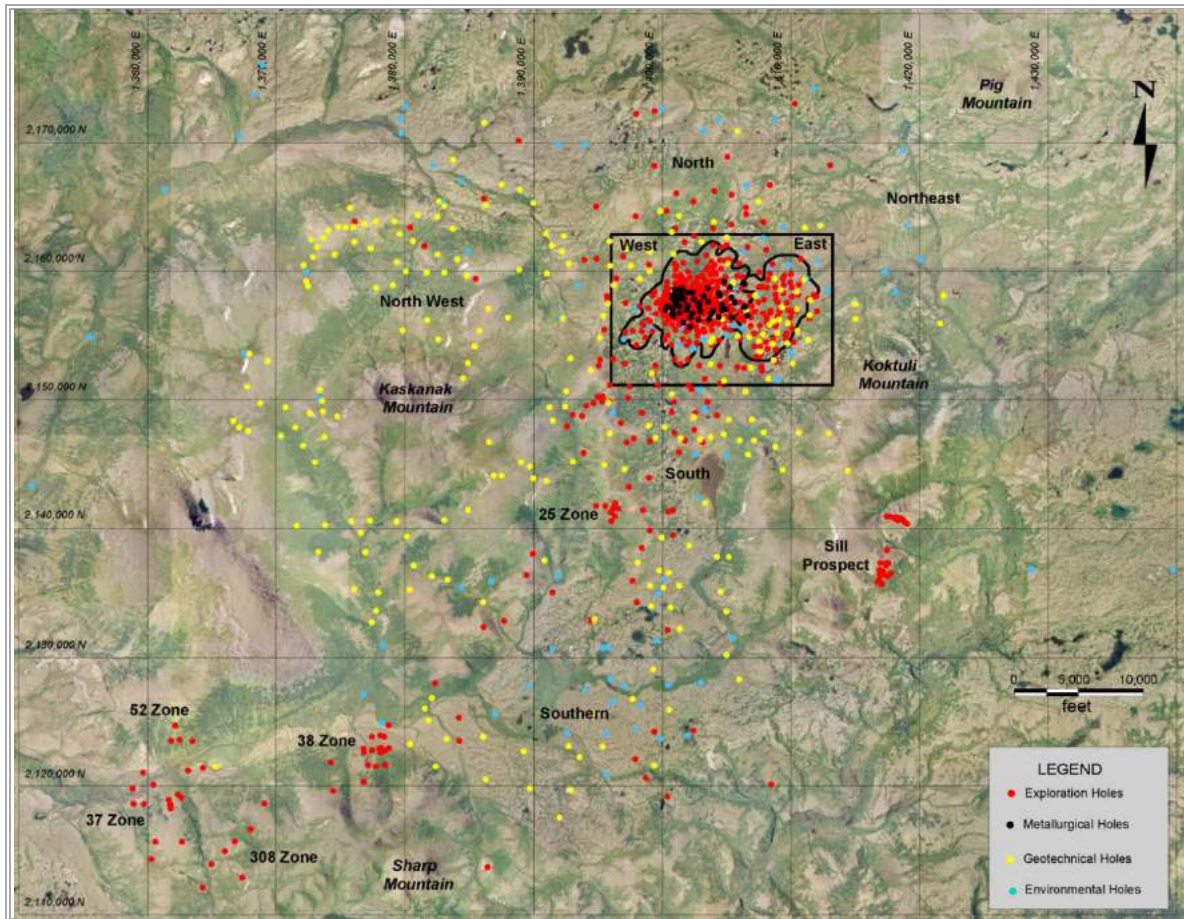 1,360,000 E
1,370,000 E
1,380,000 E
1,390,000 E
1,400,000 E
1,410,000 E
1,420,000 E
1,430,000 E
Pig
Mountain
N
2,170,000 N
North
Northeast
West
East
2,160,000 N
North West
Koktuli
Mountain
2,150,000 N
Kaskanak
Mountain
South
2,140,000 N
25 Zone
Sill
Prospect
2,130,000 N
0 5,000 10,000
feet
52 Zone
Southern
38 Zone
2,120,000 N
37 Zone
308 Zone
Sharp
Mountain
2,110,000 N
LEGEND
Exploration Holes
Metallurgical Holes
Geotechnical Holes
Environmental Holes